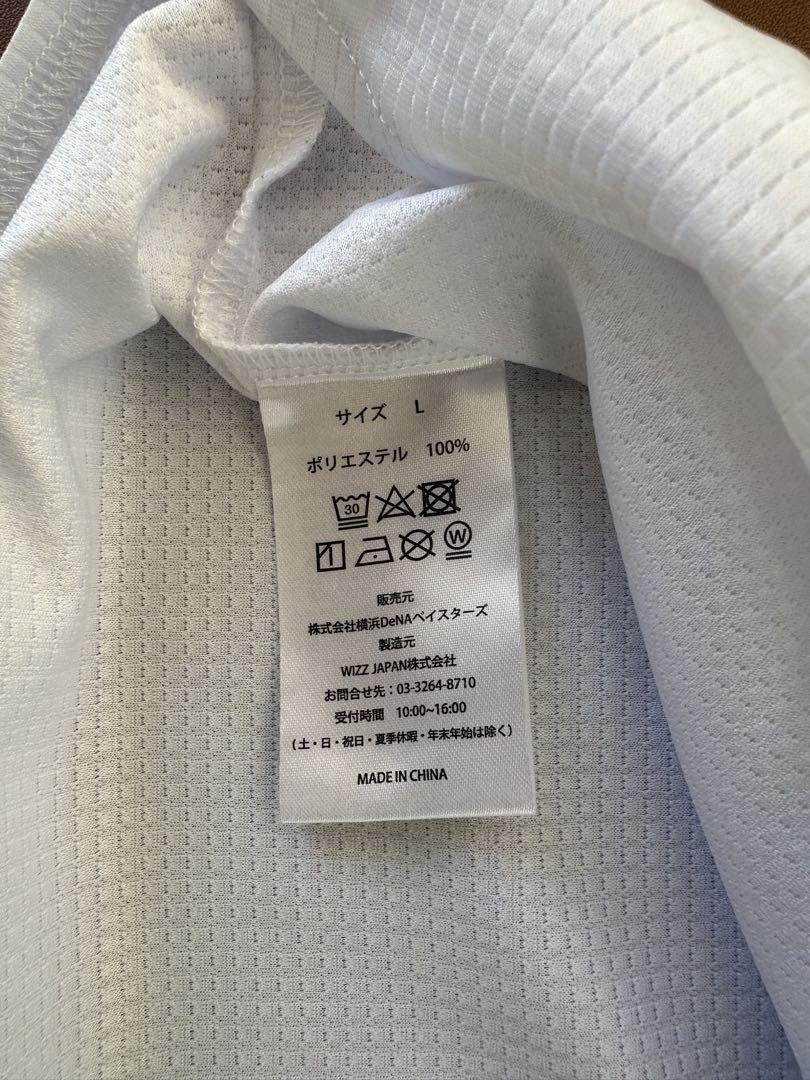 サイズ L
ポリエステル 100%
30
W
販売元
株式会社横浜DeNAベイスターズ
製造元
WIZZ JAPAN株式会社
お問合せ先：03-3264-8710
受付時間 10:00~16:00
(土・日・祝日・夏季休暇・年末年始は除く)
MADE IN CHINA